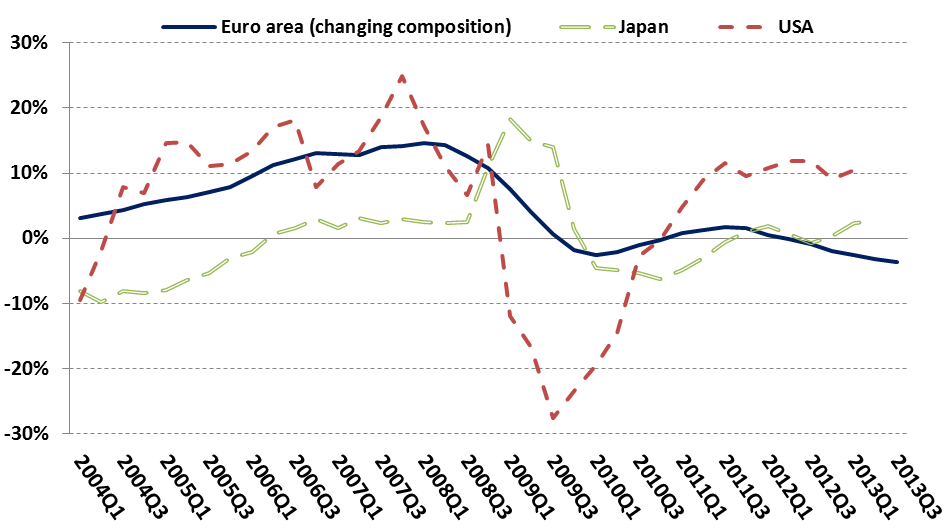 Euro area (changing composition) Japan USA
30%
20%
10%
0%
-10%
-20%
-30%
2004Q1
2004Q3
2005Q1
2005Q3
2006Q1
2006Q3
2007Q1
2007Q3
2008Q1
2008Q3
2009Q1
2009Q3
2010Q1
2010Q3
2011Q1
2011Q3
2012Q1
2012Q3
2013Q1
2013Q3